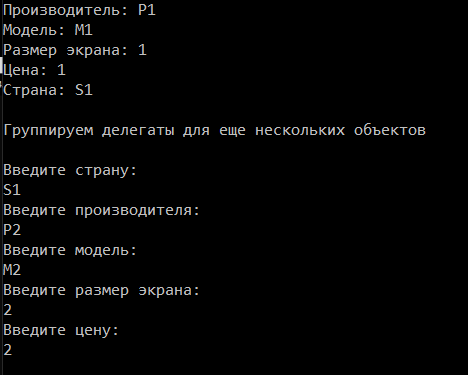 Производитель: P1
Модель: M1
Размер экрана: 1
Цена: 1
Страна: S1
Группируем делегаты для еще нескольких объектов
Введите страну:
S1
Введите производителя:
P2
Введите модель:
M2
Введите размер экрана:
2
Введите цену:
2